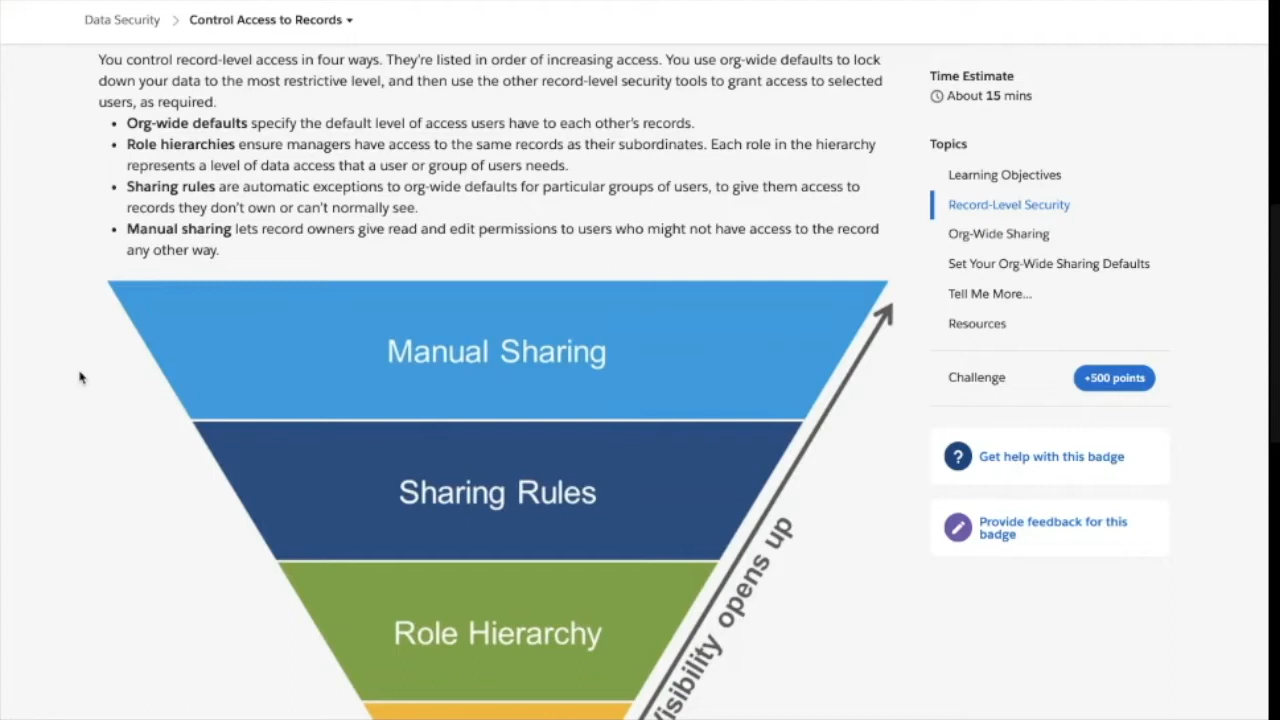 Data Security > Control Access to Records
You control record-level access in four ways. They're listed in order of increasing access. You use org-wide defaults to lock
down your data to the most restrictive level, and then use the other record-level security tools to grant access to selected
users, as required.
• Org-wide defaults specify the default level of access users have to each other's records.
• Role hierarchies ensure managers have access to the same records as their subordinates. Each role in the hierarchy
represents a level of data access that a user or group of users needs.
• Sharing rules are automatic exceptions to org-wide defaults for particular groups of users, to give them access to
records they don't own or can't normally see.
• Manual sharing lets record owners give read and edit permissions to users who might not have access to the record
any other way.
Manual Sharing
Sharing Rules
Role Hierarchy
Visibility opens up
Time Estimate
About 15 mins
Topics
Learning Objectives
Record-Level Security
Org-Wide Sharing
Set Your Org-Wide Sharing Defaults
Tell Me More...
Resources
Challenge
+500 points
? Get help with this badge
Provide feedback for this
badge